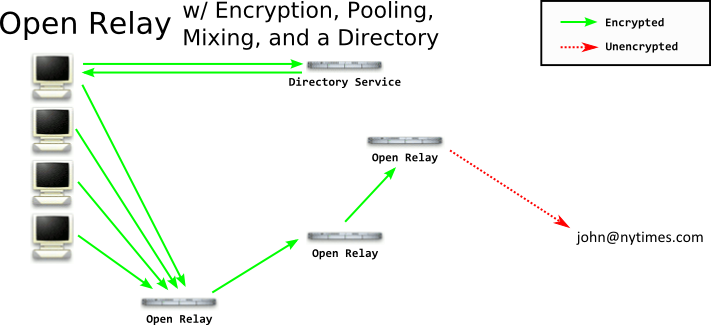 Open Relay
w/ Encryption, Pooling,
Mixing, and a Directory
Encrypted
Unencrypted
Directory Service
Open Relay
john@nytimes.com
Open Relay
Open Relay